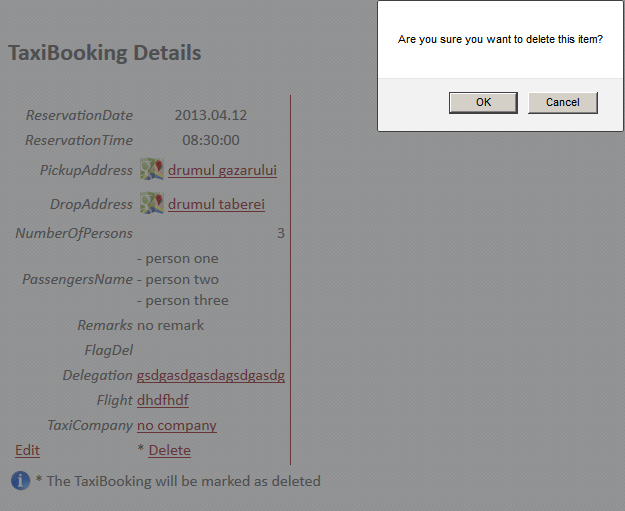 Are you sure you want to delete this item?
OK Cancel
TaxiBooking Details
ReservationDate 2013.04.12
ReservationTime 08:30:00
PickupAddress drumul gazarului
DropAddress drumul taberei
NumberOfPersons 3
- person one
PassengersName - person two
- person three
Remarks no remark
FlagDel
Delegation gsdgasdgasdagsdgasdg
Flight dhdfhdf
TaxiCompany no company
Edit * Delete
* The TaxiBooking will be marked as deleted